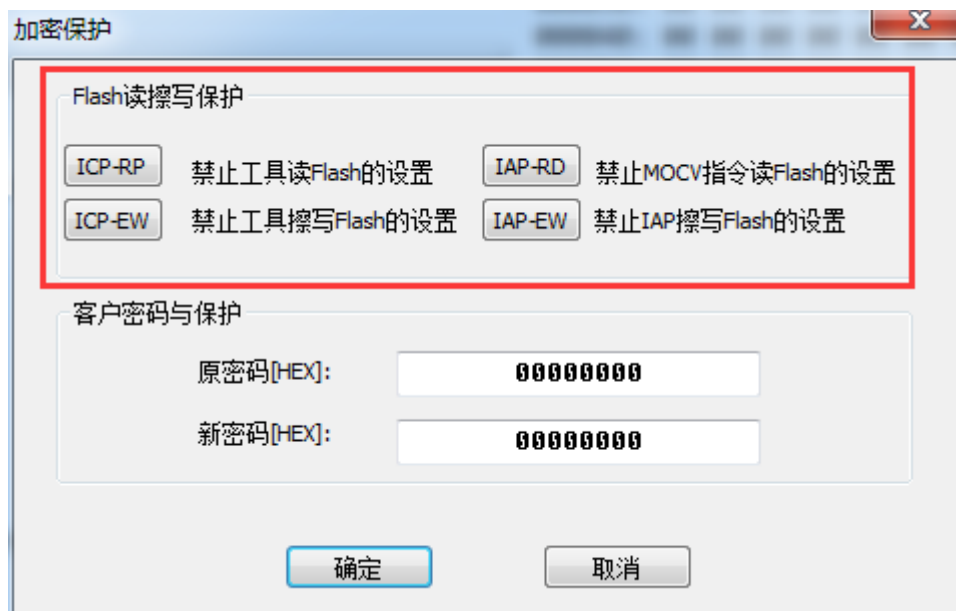 加密保护
Flash读擦写保护
ICP-RP 禁止工具读Flash的设置 IAP-RD 禁止MOCV指令读Flash的设置
ICP-EW 禁止工具擦写Flash的设置 IAP-EW 禁止IAP擦写Flash的设置
客户密码与保护
原密码[HEX]: 00000000
新密码[HEX]: 00000000
确定 取消